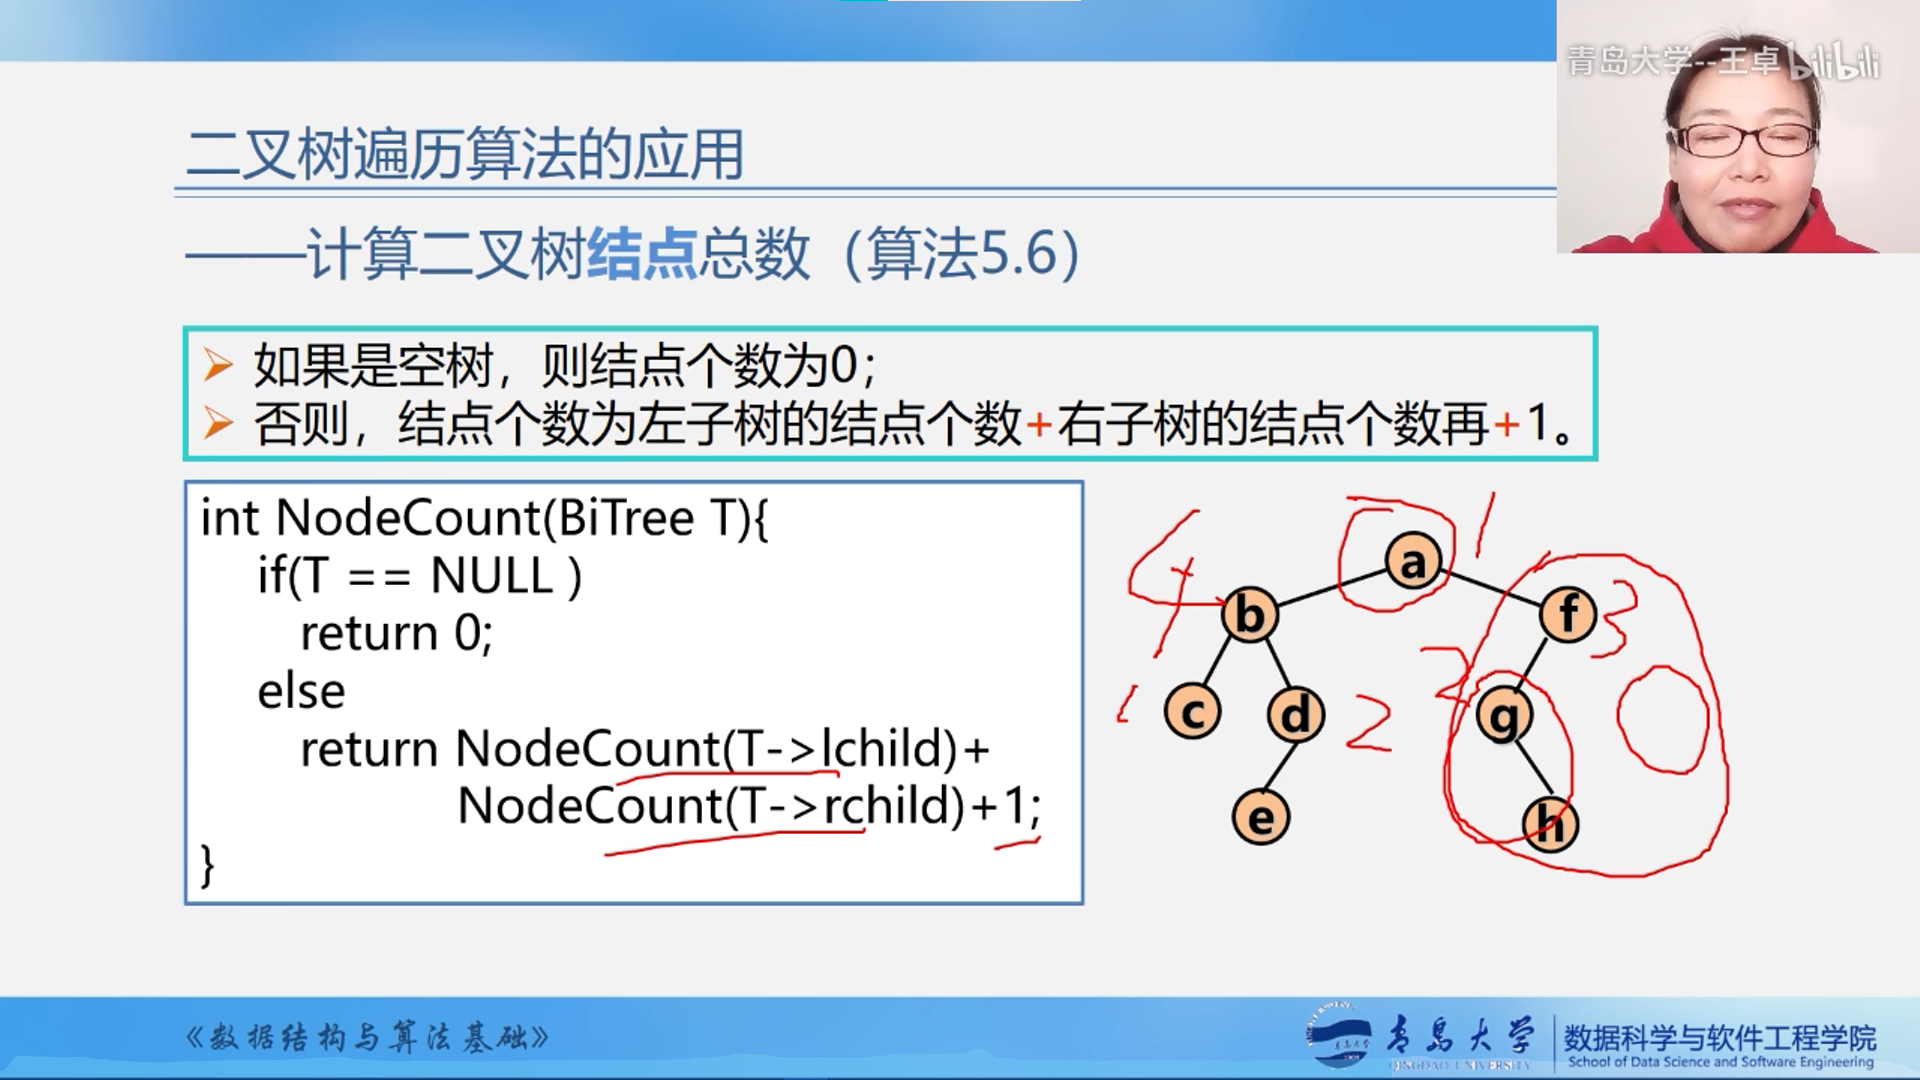 青岛大学--王卓 bilibili
二叉树遍历算法的应用
——计算二叉树结点总数（算法5.6）
如果是空树，则结点个数为0；
否则，结点个数为左子树的结点个数+右子树的结点个数再+1。
int NodeCount(BiTree T){
if(T == NULL )
return 0;
else
return NodeCount(T->lchild)+
NodeCount(T->rchild)+1;
}
a 1
4 b f 3
1 c d 2 2 g
e h
《数据结构与算法基础》
青岛大学
QINGDAO UNIVERSITY
数据科学与软件工程学院
School of Data Science and Software Engineering